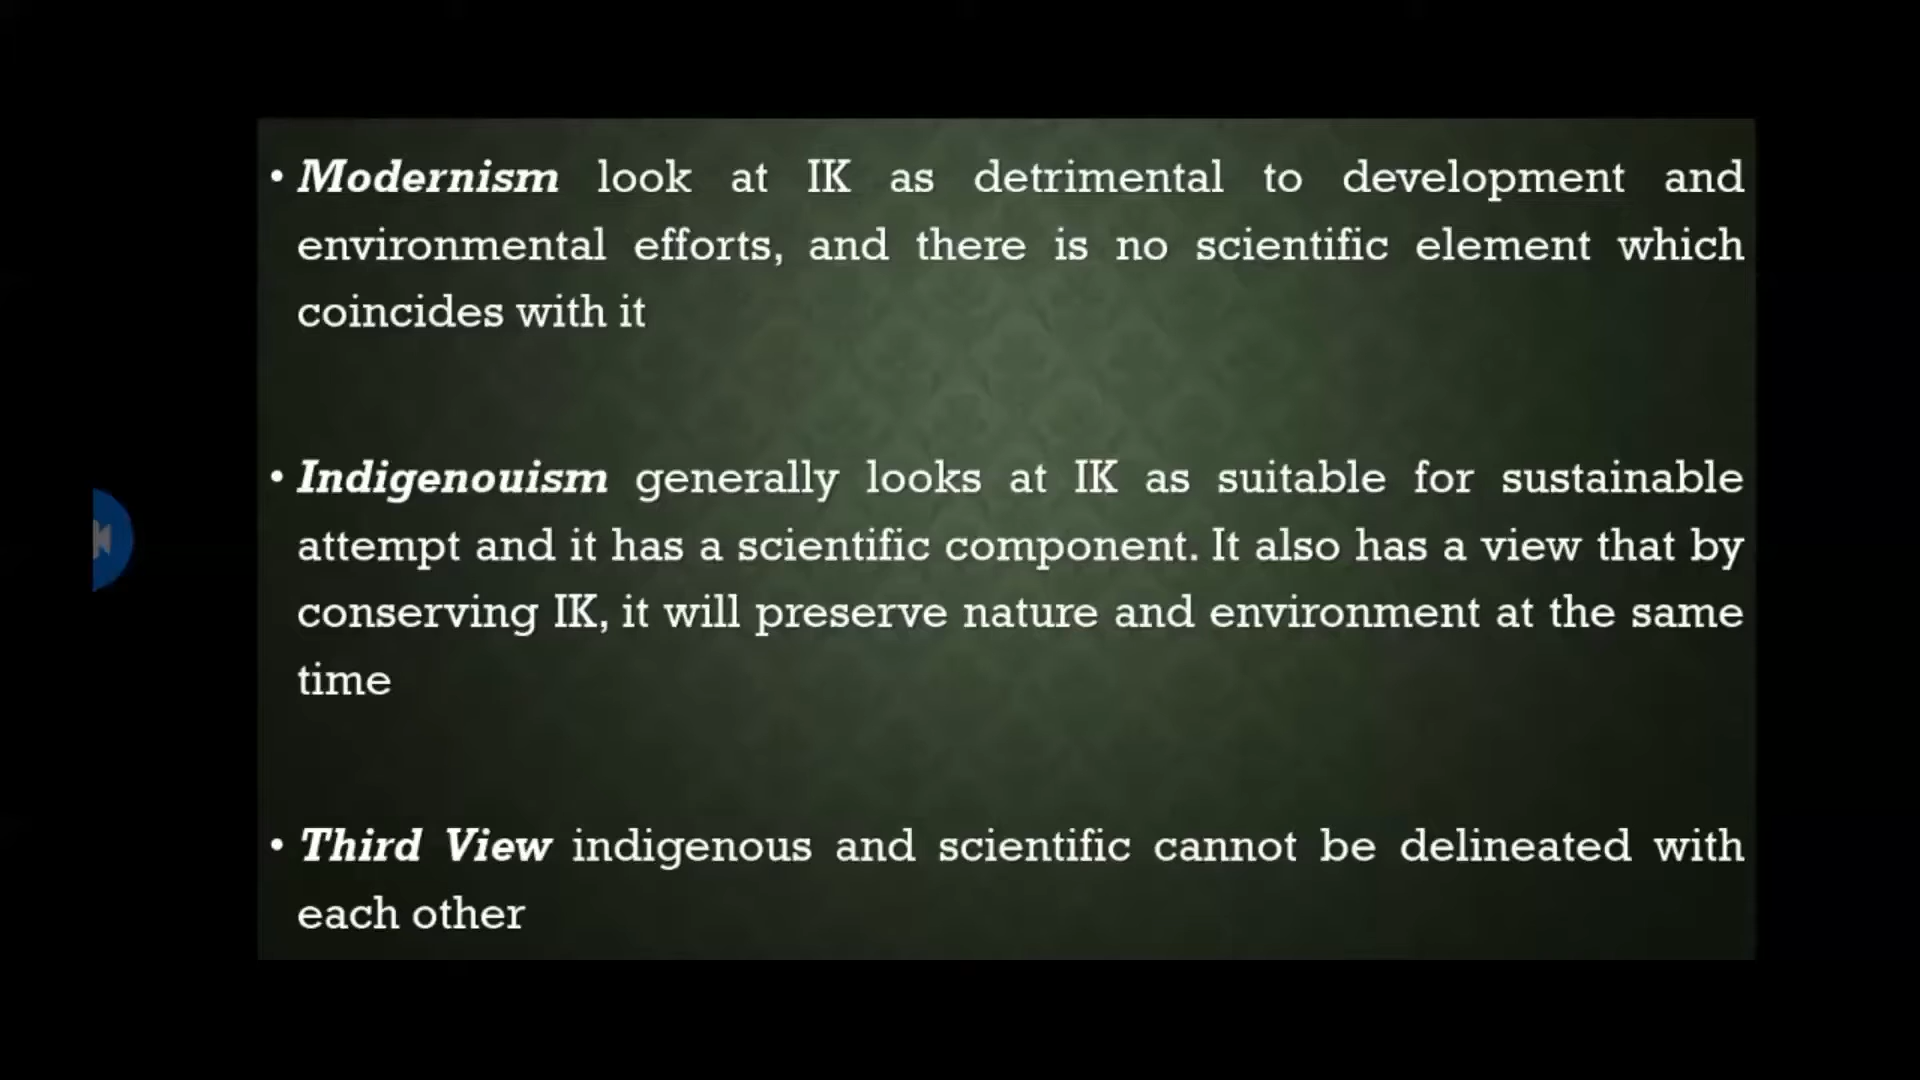 • Modernism look at IK as detrimental to development and
environmental efforts, and there is no scientific element which
coincides with it
• Indigenouism generally looks at IK as suitable for sustainable
attempt and it has a scientific component. It also has a view that by
conserving IK, it will preserve nature and environment at the same
time
• Third View indigenous and scientific cannot be delineated with
each other